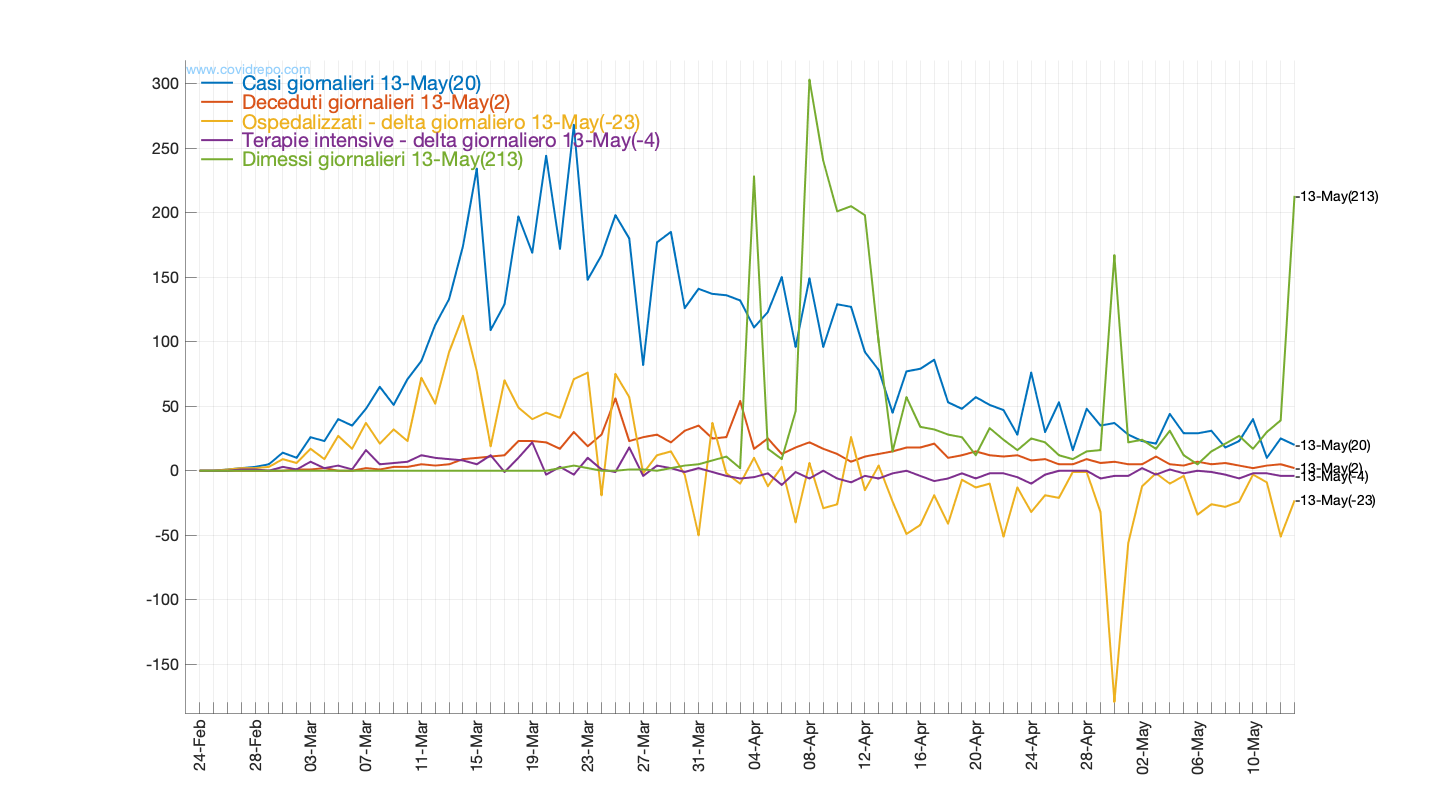 www.covidrepo.com
Casi giornalieri 13-May(20)
Deceduti giornalieri 13-May(2)
Ospedalizzati - delta giornaliero 13-May(-23)
Terapie intensive - delta giornaliero 13-May(-4)
Dimessi giornalieri 13-May(213)
300
250
200
150
100
50
0
-50
-100
-150
13-May(213)
13-May(20)
13-May(2)
13-May(-4)
13-May(-23)
24-Feb
28-Feb
03-Mar
07-Mar
11-Mar
15-Mar
19-Mar
23-Mar
27-Mar
31-Mar
04-Apr
08-Apr
12-Apr
16-Apr
20-Apr
24-Apr
28-Apr
02-May
06-May
10-May